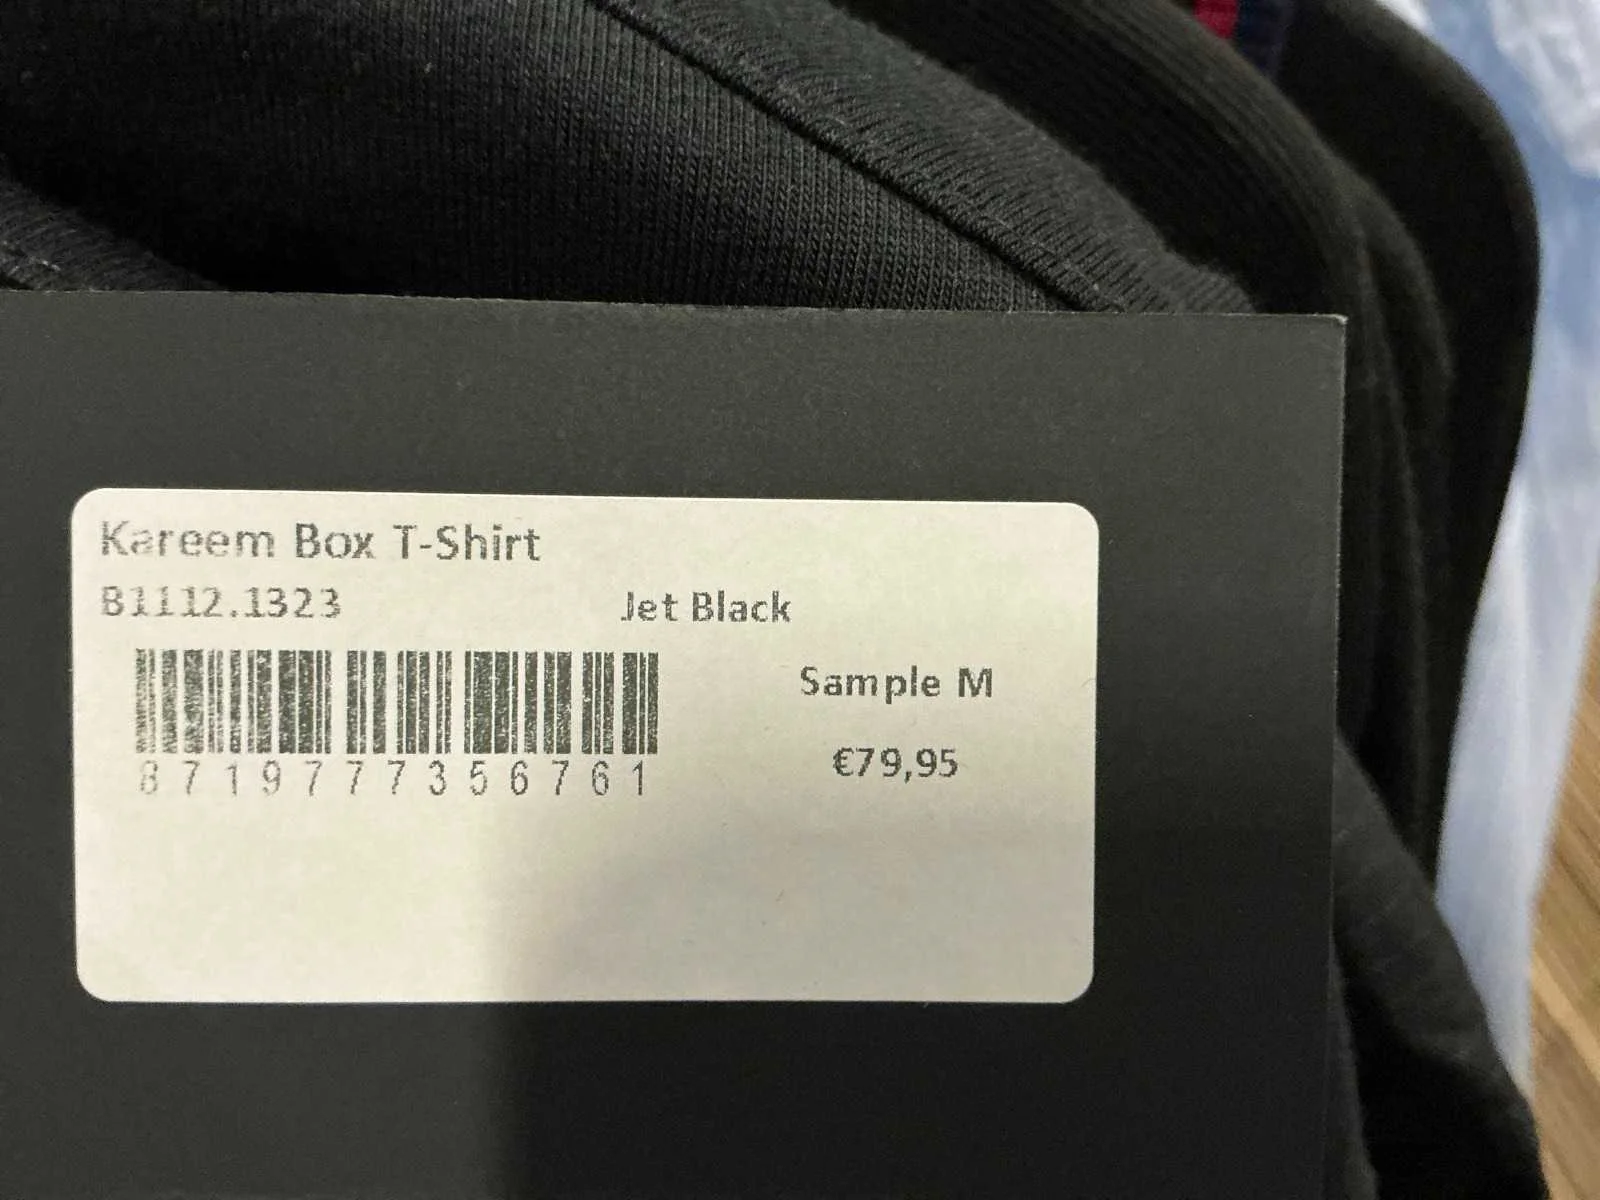 Kareem Box T-Shirt
B1112.1323 Jet Black
Sample M
8719777356761
€79,95